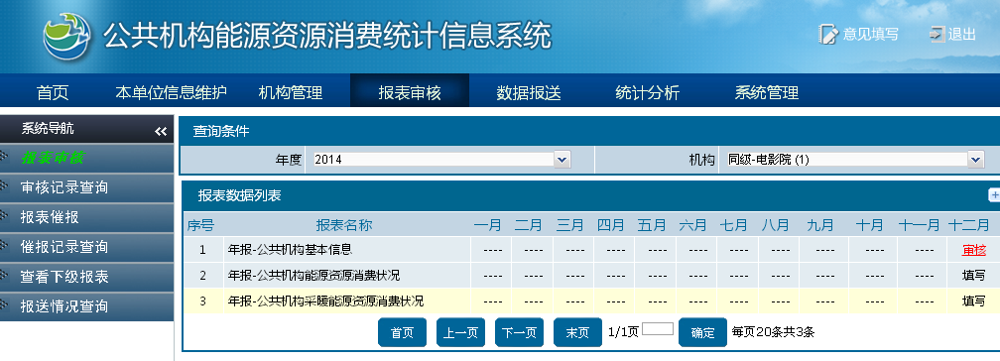 公共机构能源资源消费统计信息系统
意见填写 退出
首页 本单位信息维护 机构管理 报表审核 数据报送 统计分析 系统管理
系统导航 <<
报表审核
审核记录查询
报表催报
催报记录查询
查看下级报表
报送情况查询
查询条件
年度 2014 机构 同级-电影院 (1)
报表数据列表
序号 报表名称 一月 二月 三月 四月 五月 六月 七月 八月 九月 十月 十一月 十二月
1 年报-公共机构基本信息 ---- ---- ---- ---- ---- ---- ---- ---- ---- ---- ---- 审核
2 年报-公共机构能源资源消费状况 ---- ---- ---- ---- ---- ---- ---- ---- ---- ---- ---- 填写
3 年报-公共机构采暖能源资源消费状况 ---- ---- ---- ---- ---- ---- ---- ---- ---- ---- ---- 填写
首页 上一页 下一页 末页 1/1页 确定 每页20条共3条